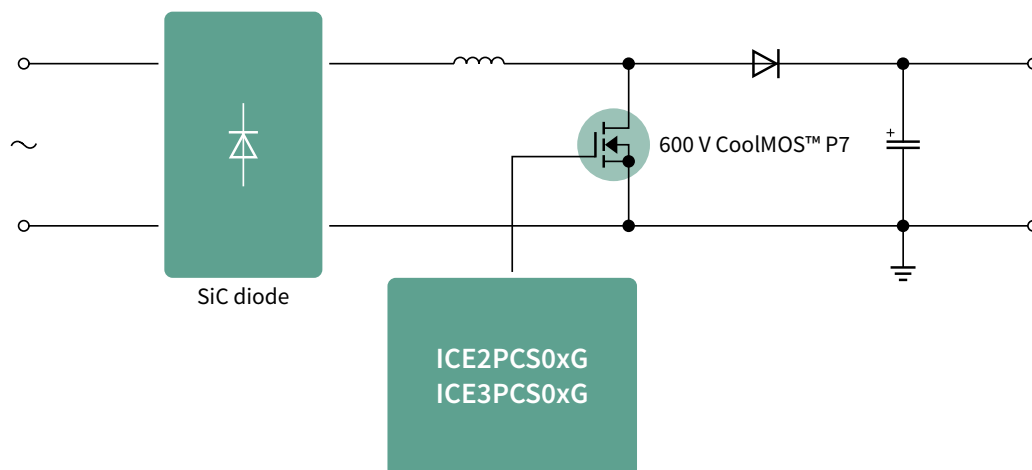 600 V CoolMOS™ P7
+
SiC diode
ICE2PCS0xG
ICE3PCS0xG